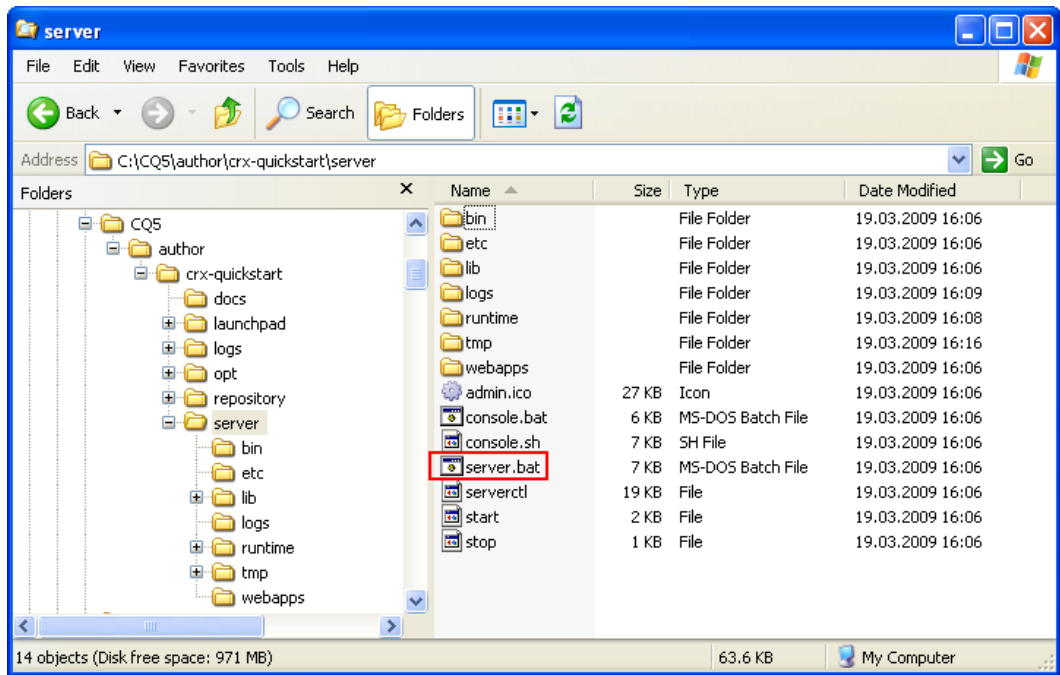 server
File Edit View Favorites Tools Help
Back Search Folders
Address C:\CQ5\author\crx-quickstart\server Go
Folders
CQ5
author
crx-quickstart
docs
launchpad
logs
opt
repository
server
bin
etc
lib
logs
runtime
tmp
webapps
Name Size Type Date Modified
bin File Folder 19.03.2009 16:06
etc File Folder 19.03.2009 16:06
lib File Folder 19.03.2009 16:06
logs File Folder 19.03.2009 16:09
runtime File Folder 19.03.2009 16:08
tmp File Folder 19.03.2009 16:16
webapps File Folder 19.03.2009 16:06
admin.ico 27 KB Icon 19.03.2009 16:06
console.bat 6 KB MS-DOS Batch File 19.03.2009 16:06
console.sh 7 KB SH File 19.03.2009 16:06
server.bat 7 KB MS-DOS Batch File 19.03.2009 16:06
serverctl 19 KB File 19.03.2009 16:06
start 2 KB File 19.03.2009 16:06
stop 1 KB File 19.03.2009 16:06
14 objects (Disk free space: 971 MB) 63.6 KB My Computer